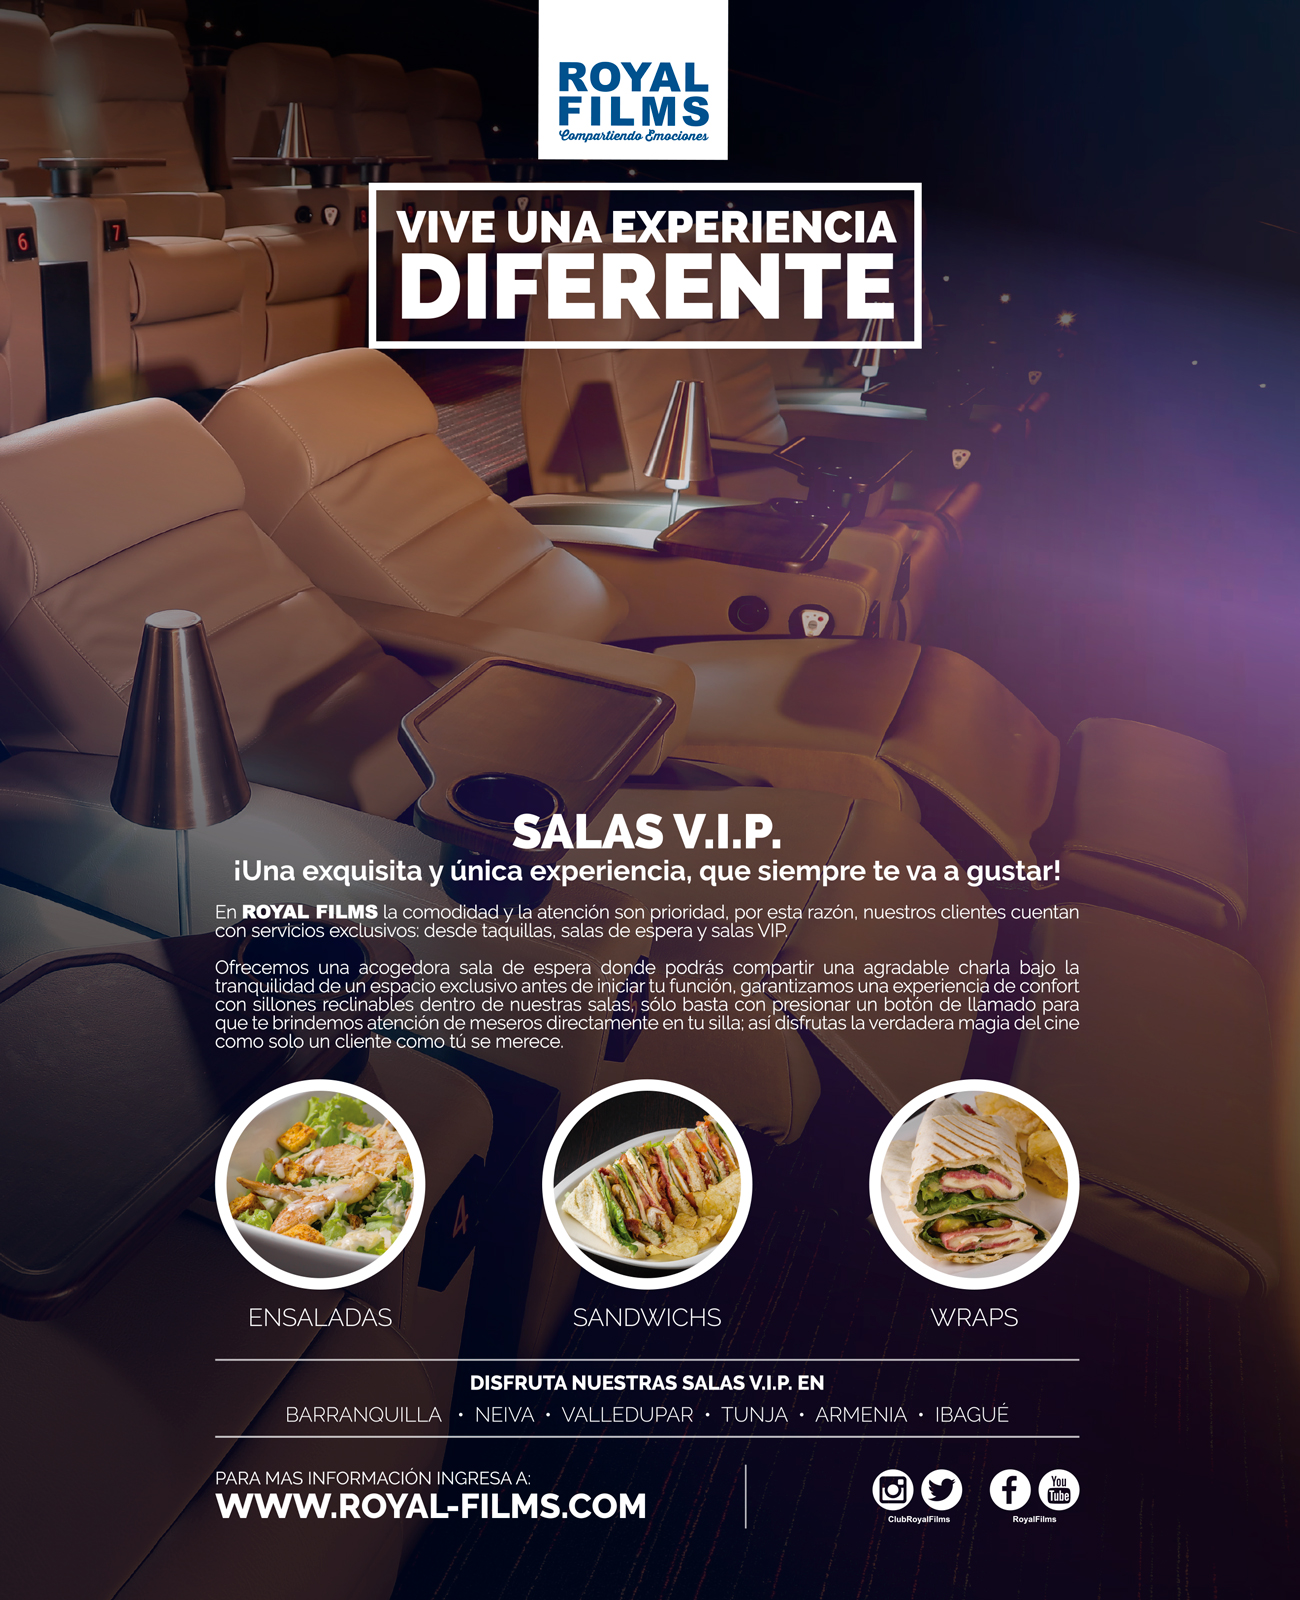 ROYAL
FILMS
Compartiendo Emociones
VIVE UNA EXPERIENCIA
DIFERENTE
6
7
8
SALAS V.I.P.
¡Una exquisita y única experiencia, que siempre te va a gustar!
En ROYAL FILMS la comodidad y la atención son prioridad, por esta razón, nuestros clientes cuentan
con servicios exclusivos: desde taquillas, salas de espera y salas VIP.
Ofrecemos una acogedora sala de espera donde podrás compartir una agradable charla bajo la
tranquilidad de un espacio exclusivo antes de iniciar tu función, garantizamos una experiencia de confort
con sillones reclinables dentro de nuestras salas, sólo basta con presionar un botón de llamado para
que te brindemos atención de meseros directamente en tu silla; así disfrutas la verdadera magia del cine
como solo un cliente como tú se merece.
4
ENSALADAS
SANDWICHS
WRAPS
DISFRUTA NUESTRAS SALAS V.I.P. EN
BARRANQUILLA • NEIVA • VALLEDUPAR • TUNJA • ARMENIA • IBAGUÉ
PARA MAS INFORMACIÓN INGRESA A:
WWW.ROYAL-FILMS.COM
You
Tube
ClubRoyalFilms
RoyalFilms